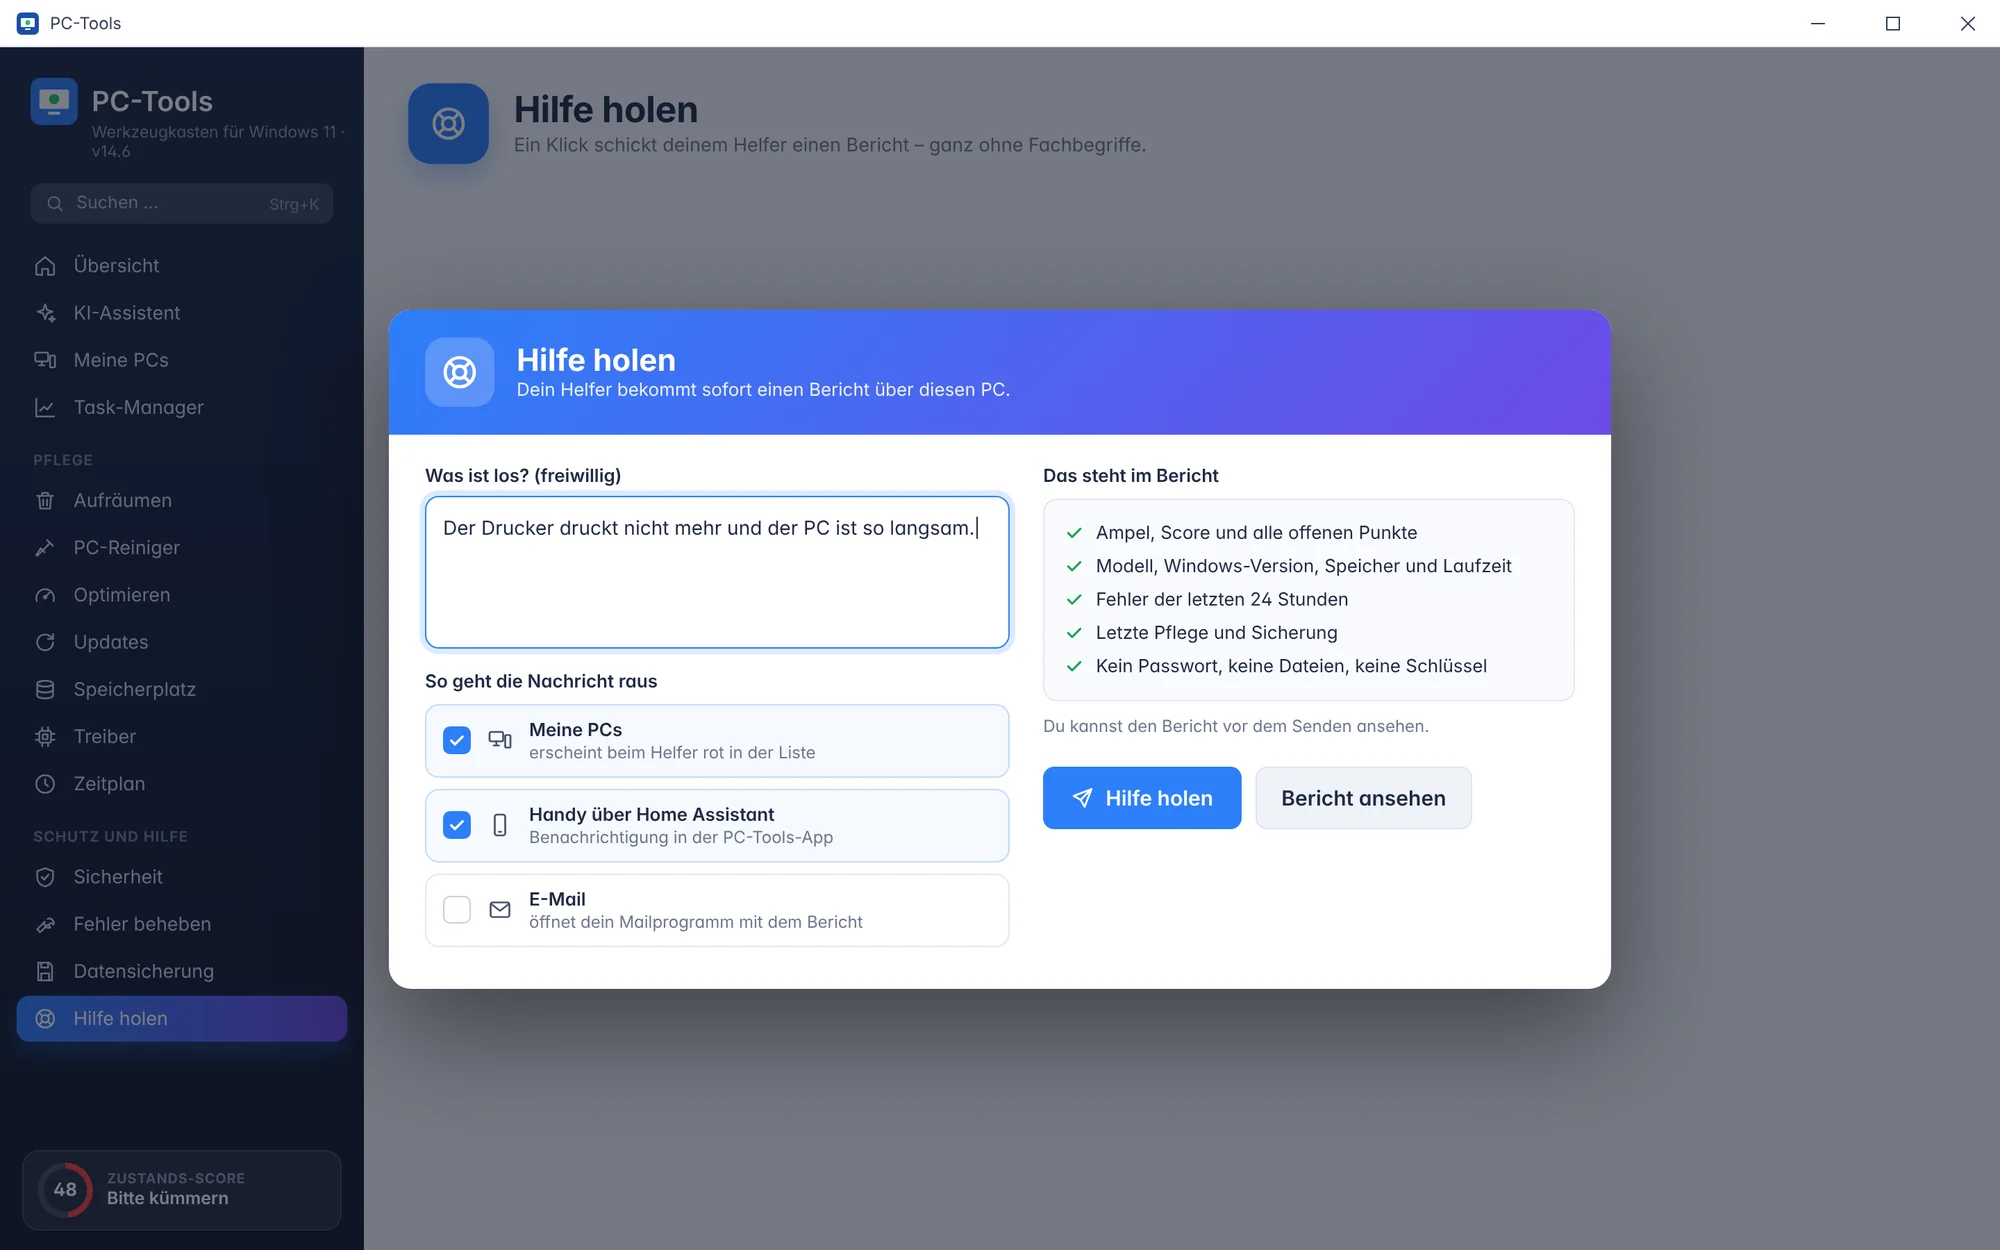 PC-Tools
PC-Tools
Werkzeugkasten für Windows 11 ·
v14.6
Suchen ...
Strg+K
Übersicht
KI-Assistent
Meine PCs
Task-Manager
PFLEGE
Aufräumen
PC-Reiniger
Optimieren
Updates
Speicherplatz
Treiber
Zeitplan
SCHUTZ UND HILFE
Sicherheit
Fehler beheben
Datensicherung
Hilfe holen
48
ZUSTANDS-SCORE
Bitte kümmern
Hilfe holen
Ein Klick schickt deinem Helfer einen Bericht – ganz ohne Fachbegriffe.
Hilfe holen
Dein Helfer bekommt sofort einen Bericht über diesen PC.
Was ist los? (freiwillig)
Der Drucker druckt nicht mehr und der PC ist so langsam.
So geht die Nachricht raus
Meine PCs
erscheint beim Helfer rot in der Liste
Handy über Home Assistant
Benachrichtigung in der PC-Tools-App
E-Mail
öffnet dein Mailprogramm mit dem Bericht
Das steht im Bericht
Ampel, Score und alle offenen Punkte
Modell, Windows-Version, Speicher und Laufzeit
Fehler der letzten 24 Stunden
Letzte Pflege und Sicherung
Kein Passwort, keine Dateien, keine Schlüssel
Du kannst den Bericht vor dem Senden ansehen.
Hilfe holen
Bericht ansehen